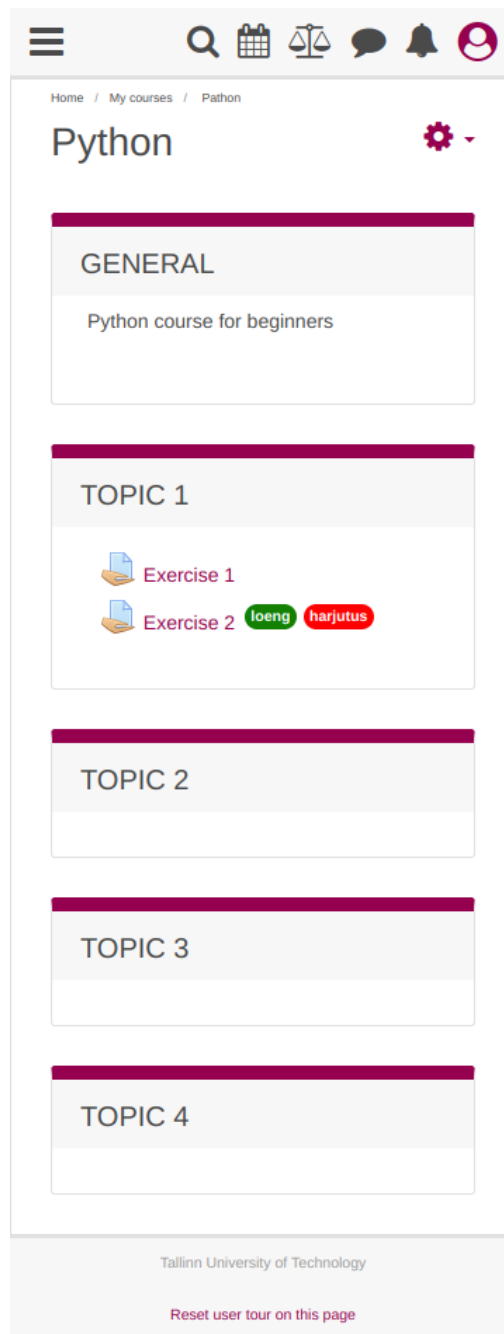 Home / My courses / Pathon
Python
GENERAL
Python course for beginners
TOPIC 1
Exercise 1
Exercise 2 loeng harjutus
TOPIC 2
TOPIC 3
TOPIC 4
Tallinn University of Technology
Reset user tour on this page